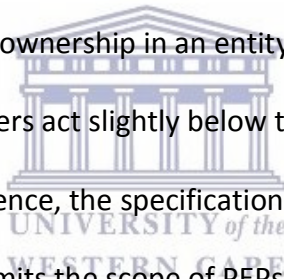 ownership in an entity
ers act slightly below t
ence, the specification
UNIVERSITY of the
WESTERN CAPE
mits the scope of PEPs